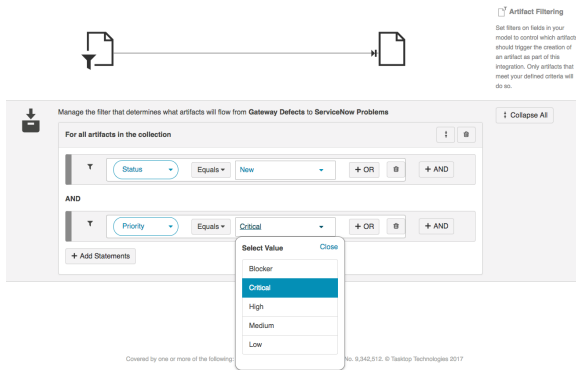 Artifact Filtering
Set filters on fields in your
model to control which artifacts
should trigger the creation of
an artifact as part of this
integration. Only artifacts that
meet your defined criteria will
do so.
Manage the filter that determines what artifacts will flow from Gateway Defects to ServiceNow Problems
Collapse All
For all artifacts in the collection
Status Equals New + OR + AND
AND
Priority Equals Critical + OR + AND
Select Value Close
+ Add Statements
Blocker
Critical
High
Medium
Low
Covered by one or more of the following: No. 9,342,512. © Tasktop Technologies 2017